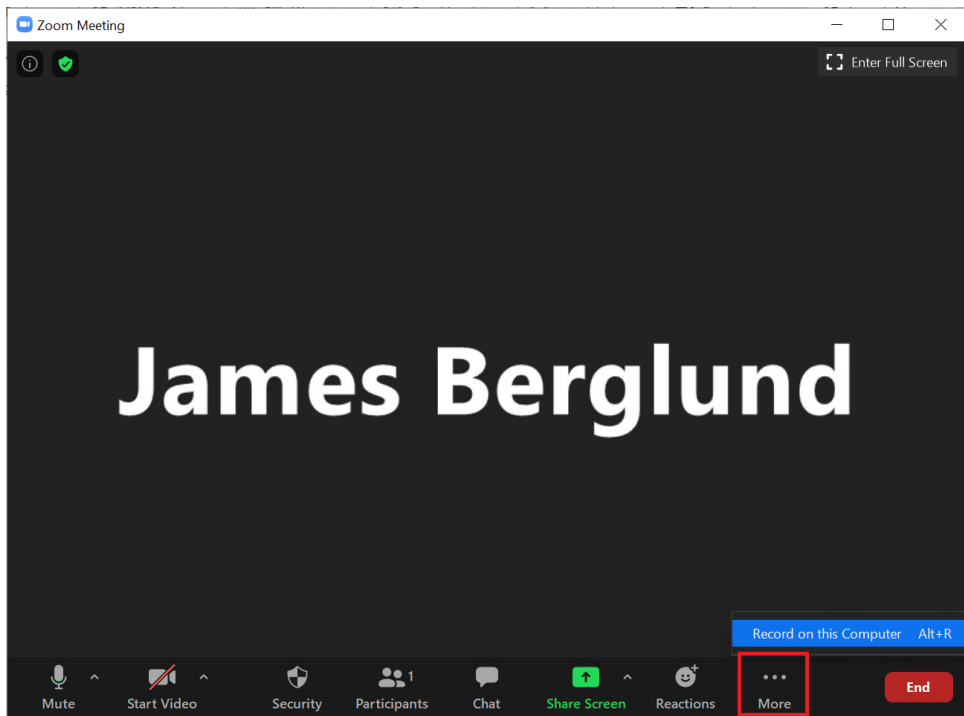 Zoom Meeting
Enter Full Screen
James Berglund
Record on this Computer Alt+R
1
Mute Start Video Security Participants Chat Share Screen Reactions More End